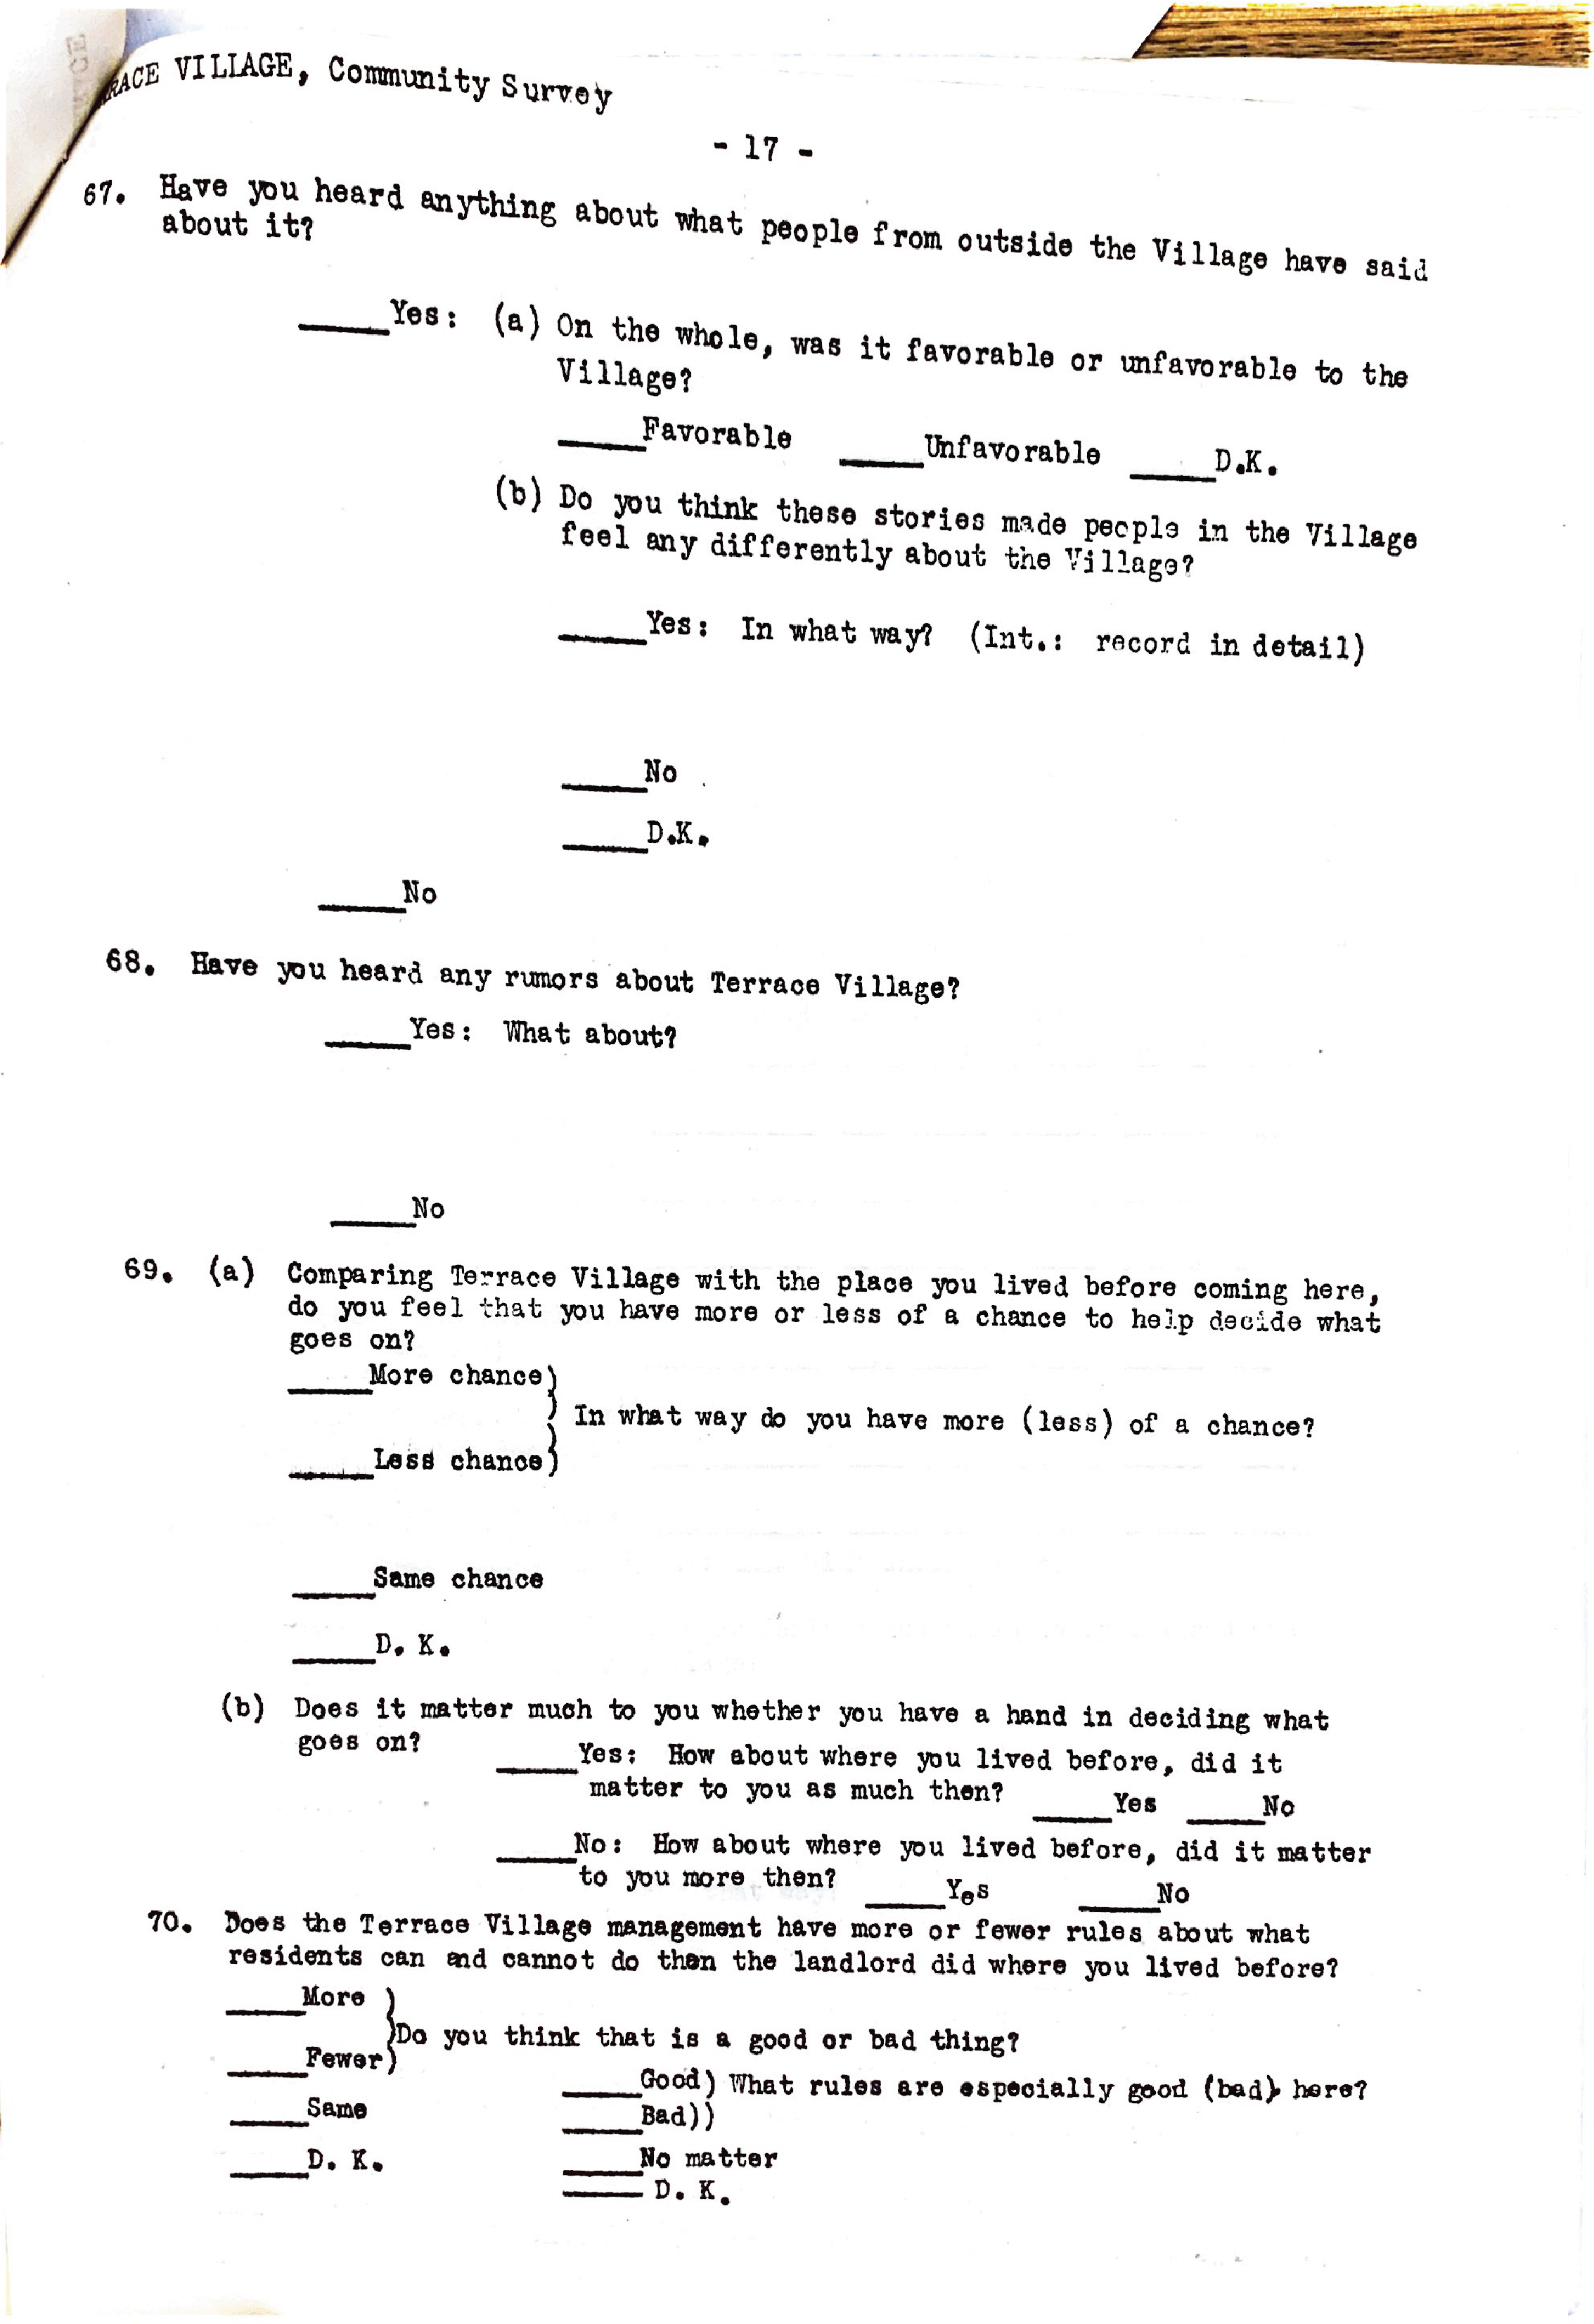 RACE VILLAGE, Community Survey
- 17 -
67. Have you heard anything about what people from outside the Village have said
about it?
_____Yes: (a) On the whole, was it favorable or unfavorable to the
Village?
_____Favorable _____Unfavorable _____D.K.
(b) Do you think these stories made people in the Village
feel any differently about the Village?
_____Yes: In what way? (Int.: record in detail)
_____No
_____D.K.
_____No
68. Have you heard any rumors about Terrace Village?
_____Yes: What about?
_____No
69. (a) Comparing Terrace Village with the place you lived before coming here,
do you feel that you have more or less of a chance to help decide what
goes on?
_____More chance)
) In what way do you have more (less) of a chance?
)
_____Less chance)
_____Same chance
_____D. K.
(b) Does it matter much to you whether you have a hand in deciding what
goes on? _____Yes: How about where you lived before, did it
matter to you as much then? _____Yes _____No
_____No: How about where you lived before, did it matter
to you more then? _____Yes _____No
70. Does the Terrace Village management have more or fewer rules about what
residents can and cannot do than the landlord did where you lived before?
_____More )
)Do you think that is a good or bad thing?
_____Fewer)
_____Good) What rules are especially good (bad) here?
_____Same _____Bad))
_____D. K. _____No matter
_____ D. K.